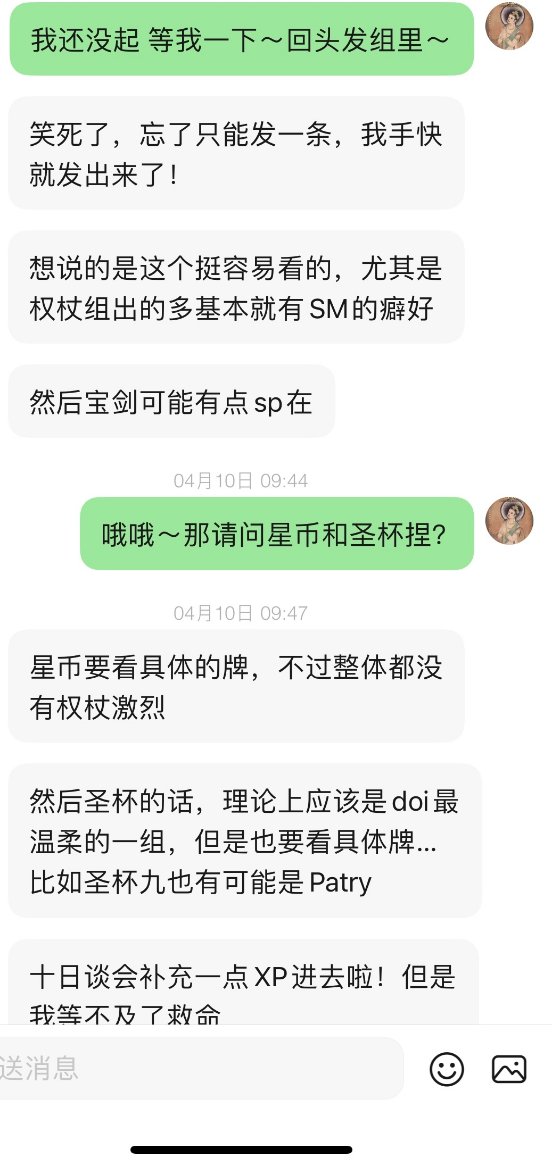 我还没起 等我一下～回头发组里～
笑死了，忘了只能发一条，我手快
就发出来了！
想说的是这个挺容易看的，尤其是
权杖组出的多基本就有SM的癖好
然后宝剑可能有点sp在
04月10日 09:44
哦哦～那请问星币和圣杯捏？
04月10日 09:47
星币要看具体的牌，不过整体都没
有权杖激烈
然后圣杯的话，理论上应该是doi最
温柔的一组，但是也要看具体牌...
比如圣杯九也有可能是Patry
十日谈会补充一点XP进去啦！但是
我等不及了救命
送消息